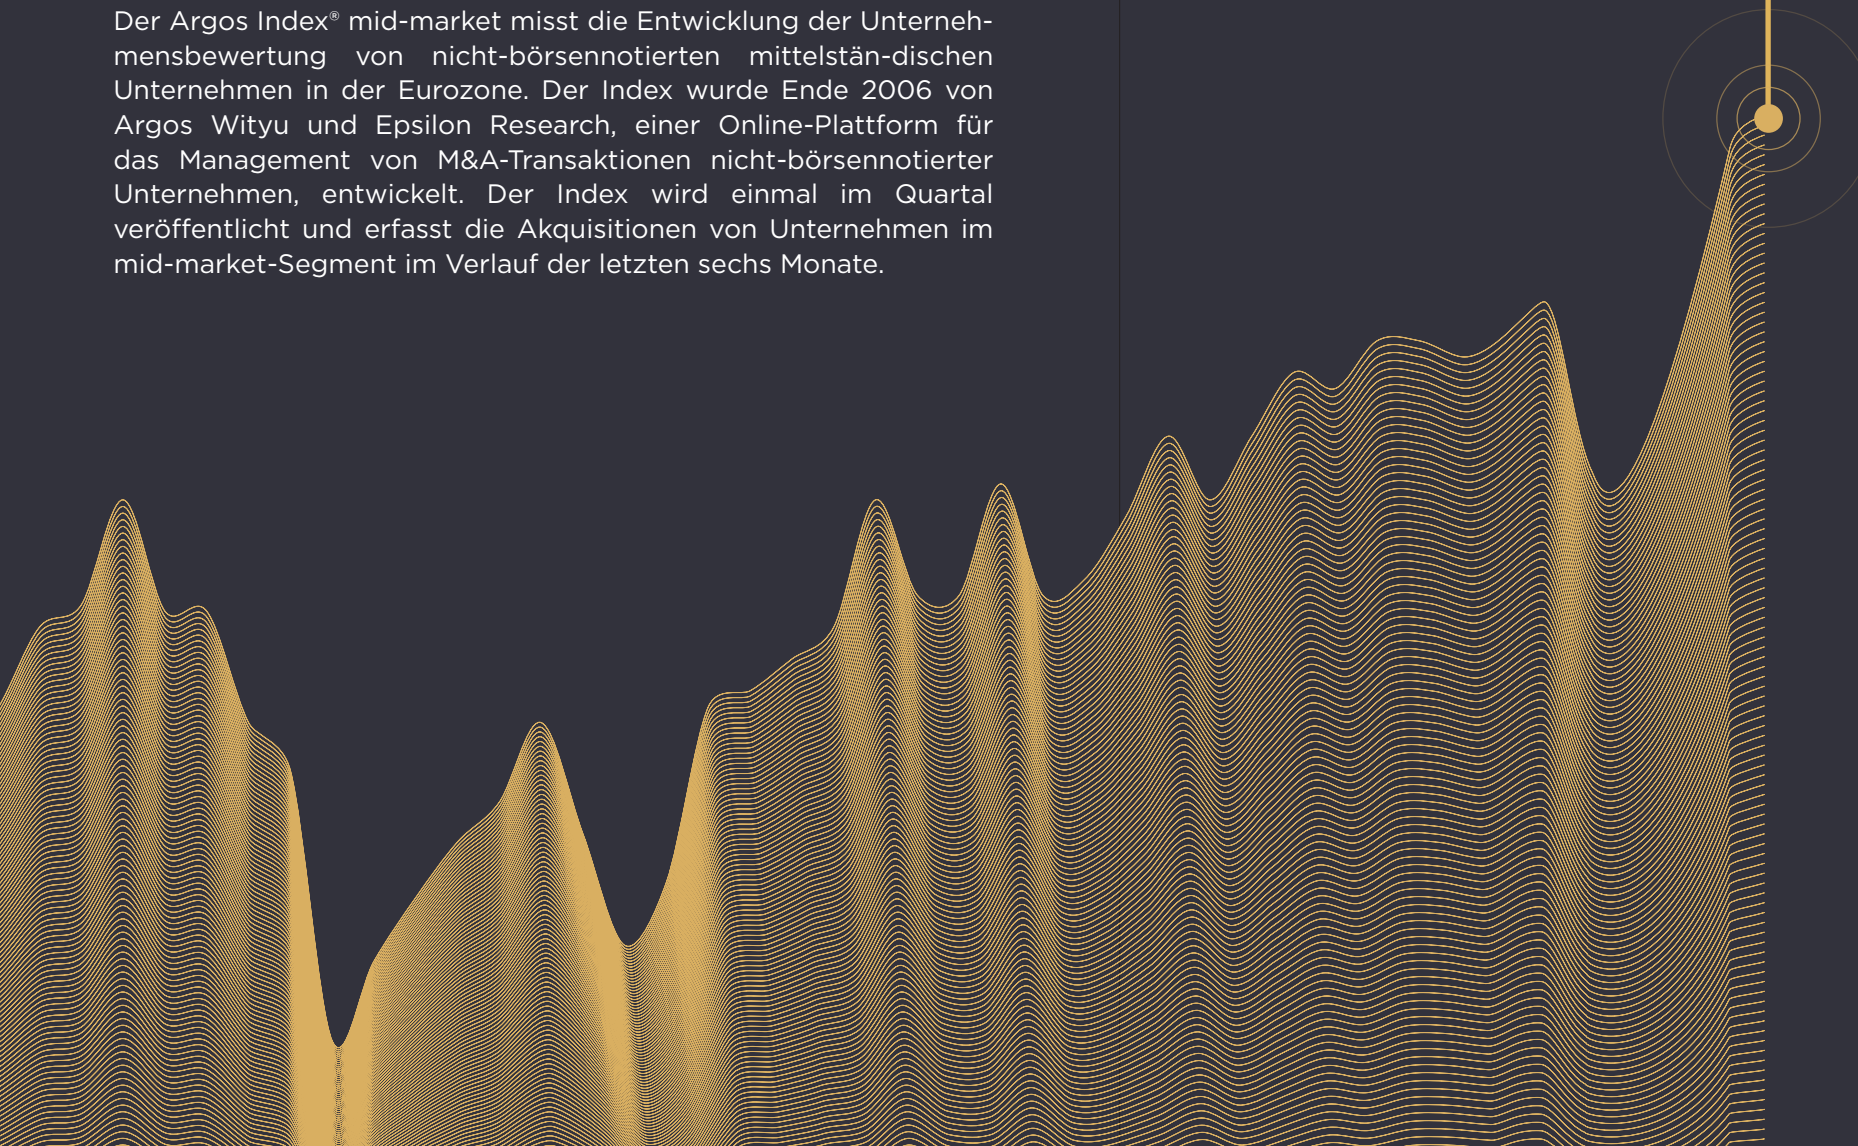 Der Argos Index® mid-market misst die Entwicklung der Unterneh-
mensbewertung von nicht-börsennotierten mittelstän-dischen
Unternehmen in der Eurozone. Der Index wurde Ende 2006 von
Argos Wityu und Epsilon Research, einer Online-Plattform für
das Management von M&A-Transaktionen nicht-börsennotierter
Unternehmen, entwickelt. Der Index wird einmal im Quartal
veröffentlicht und erfasst die Akquisitionen von Unternehmen im
mid-market-Segment im Verlauf der letzten sechs Monate.